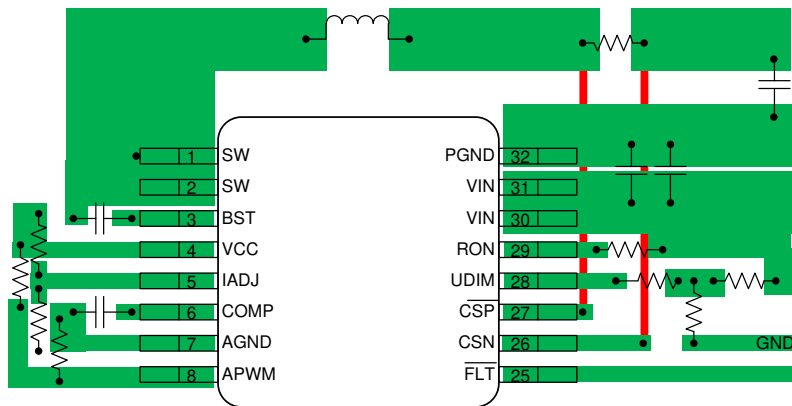 1 SW PGND 32
2 SW VIN 31
3 BST VIN 30
4 VCC RON 29
5 IADJ UDIM 28
6 COMP CSP 27
7 AGND CSN 26 GND
8 APWM FLT 25